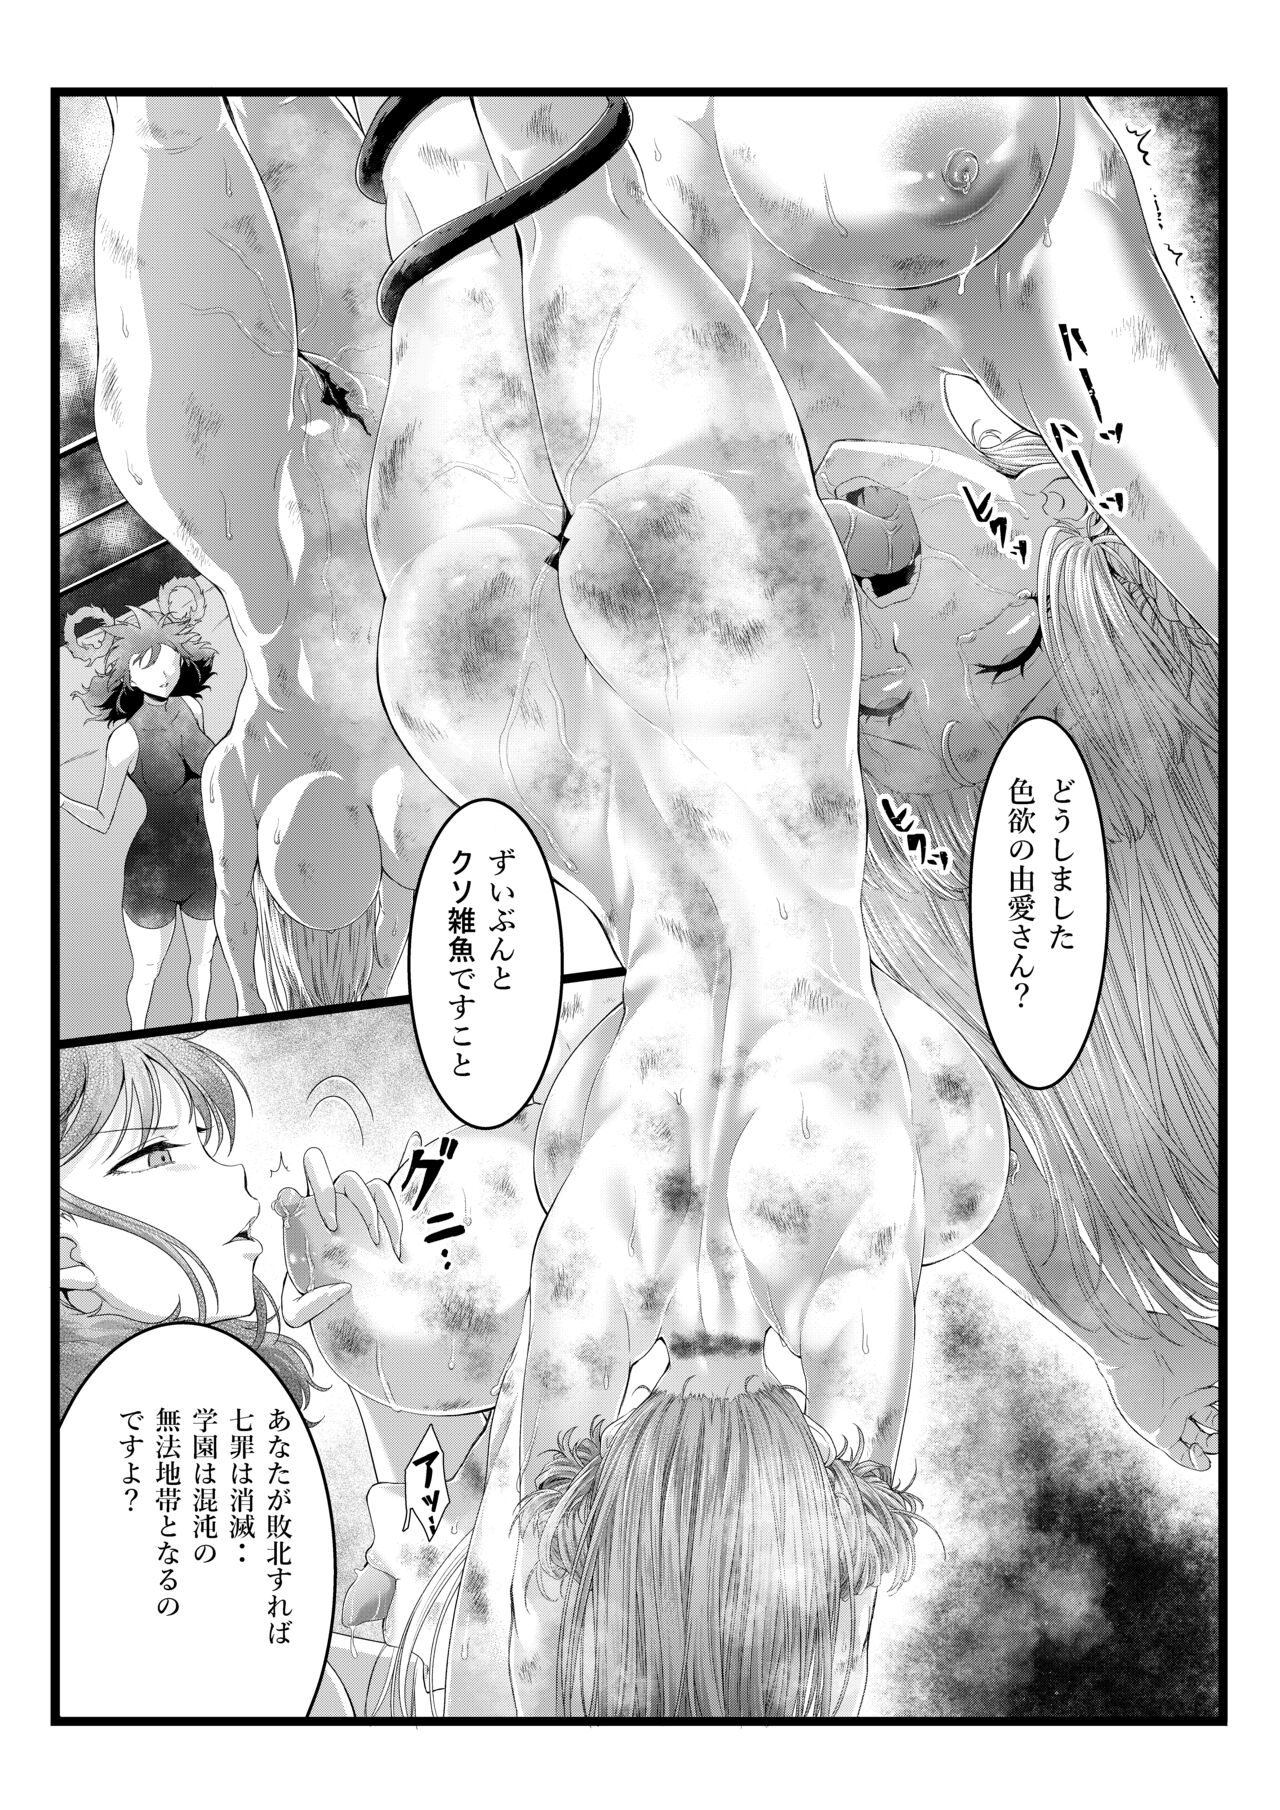 ハーッ
ハーッ
ヒクッ
ヒクッ
どうしました
色欲の由愛さん？
ずいぶんと
クソ雑魚ですこと
グニ…
アッ…
あなたが敗北すれば
七罪は消滅・・
学園は混沌の
無法地帯となるの
ですよ？